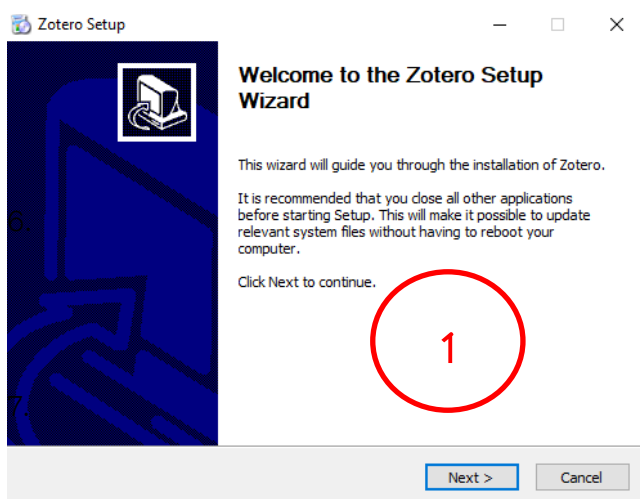 Zotero Setup
Welcome to the Zotero Setup
Wizard
This wizard will guide you through the installation of Zotero.
It is recommended that you close all other applications
before starting Setup. This will make it possible to update
relevant system files without having to reboot your
computer.
Click Next to continue.
1
7.
Next >
Cancel